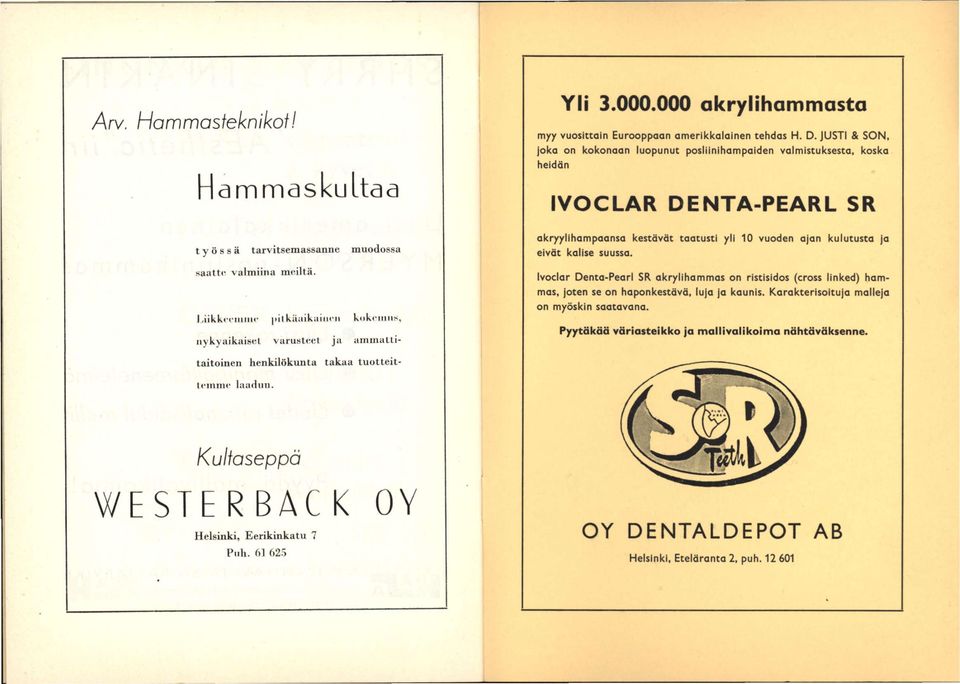 Arv. Hammasteknikot!
Hammaskultaa
työssä tarvitsemassanne muodossa
saatte valmiina meiltä.
Liikkeemme pitkäaikainen kokemus,
nykyaikaiset varusteet ja ammatti-
taitoinen henkilökunta takaa tuotteit-
temme laadun.
Kultaseppä
WESTERBACK OY
Helsinki, Eerikinkatu 7
Puh. 61 625
Yli 3.000.000 akrylihammasta
myy vuosittain Eurooppaan amerikkalainen tehdas H. D. JUSTI & SON,
joka on kokonaan luopunut posliinihampaiden valmistuksesta, koska
heidän
IVOCLAR DENTA-PEARL SR
akryylihampaansa kestävät taatusti yli 10 vuoden ajan kulutusta ja
eivät kalise suussa.
Ivoclar Denta-Pearl SR akrylihammas on ristisidos (cross linked) ham-
mas, joten se on haponkestävä, luja ja kaunis. Karakterisoituja malleja
on myöskin saatavana.
Pyytäkää väriasteikko ja mallivalikoima nähtäväksenne.
SR
Teeth
OY DENTALDEPOT AB
Helsinki, Eteläranta 2, puh. 12 601